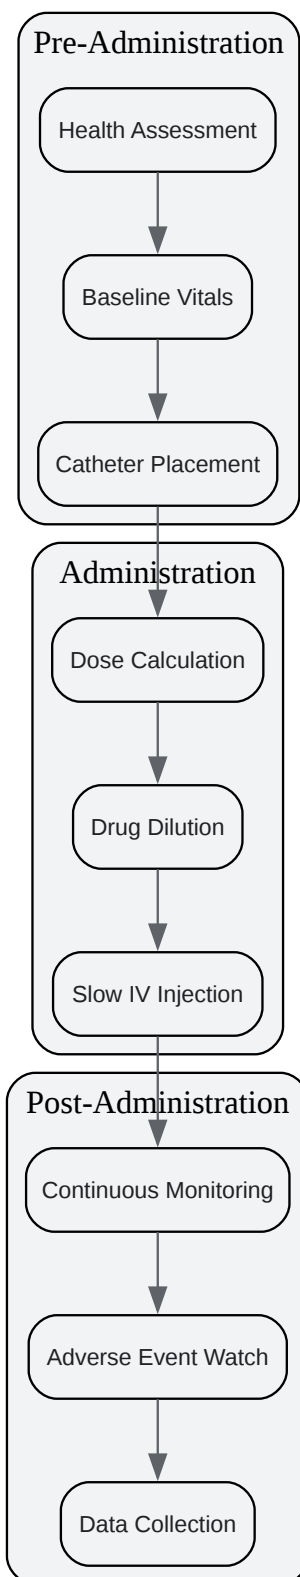 Pre-Administration
Health Assessment
Baseline Vitals
Catheter Placement
Administration
Dose Calculation
Drug Dilution
Slow IV Injection
Post-Administration
Continuous Monitoring
Adverse Event Watch
Data Collection